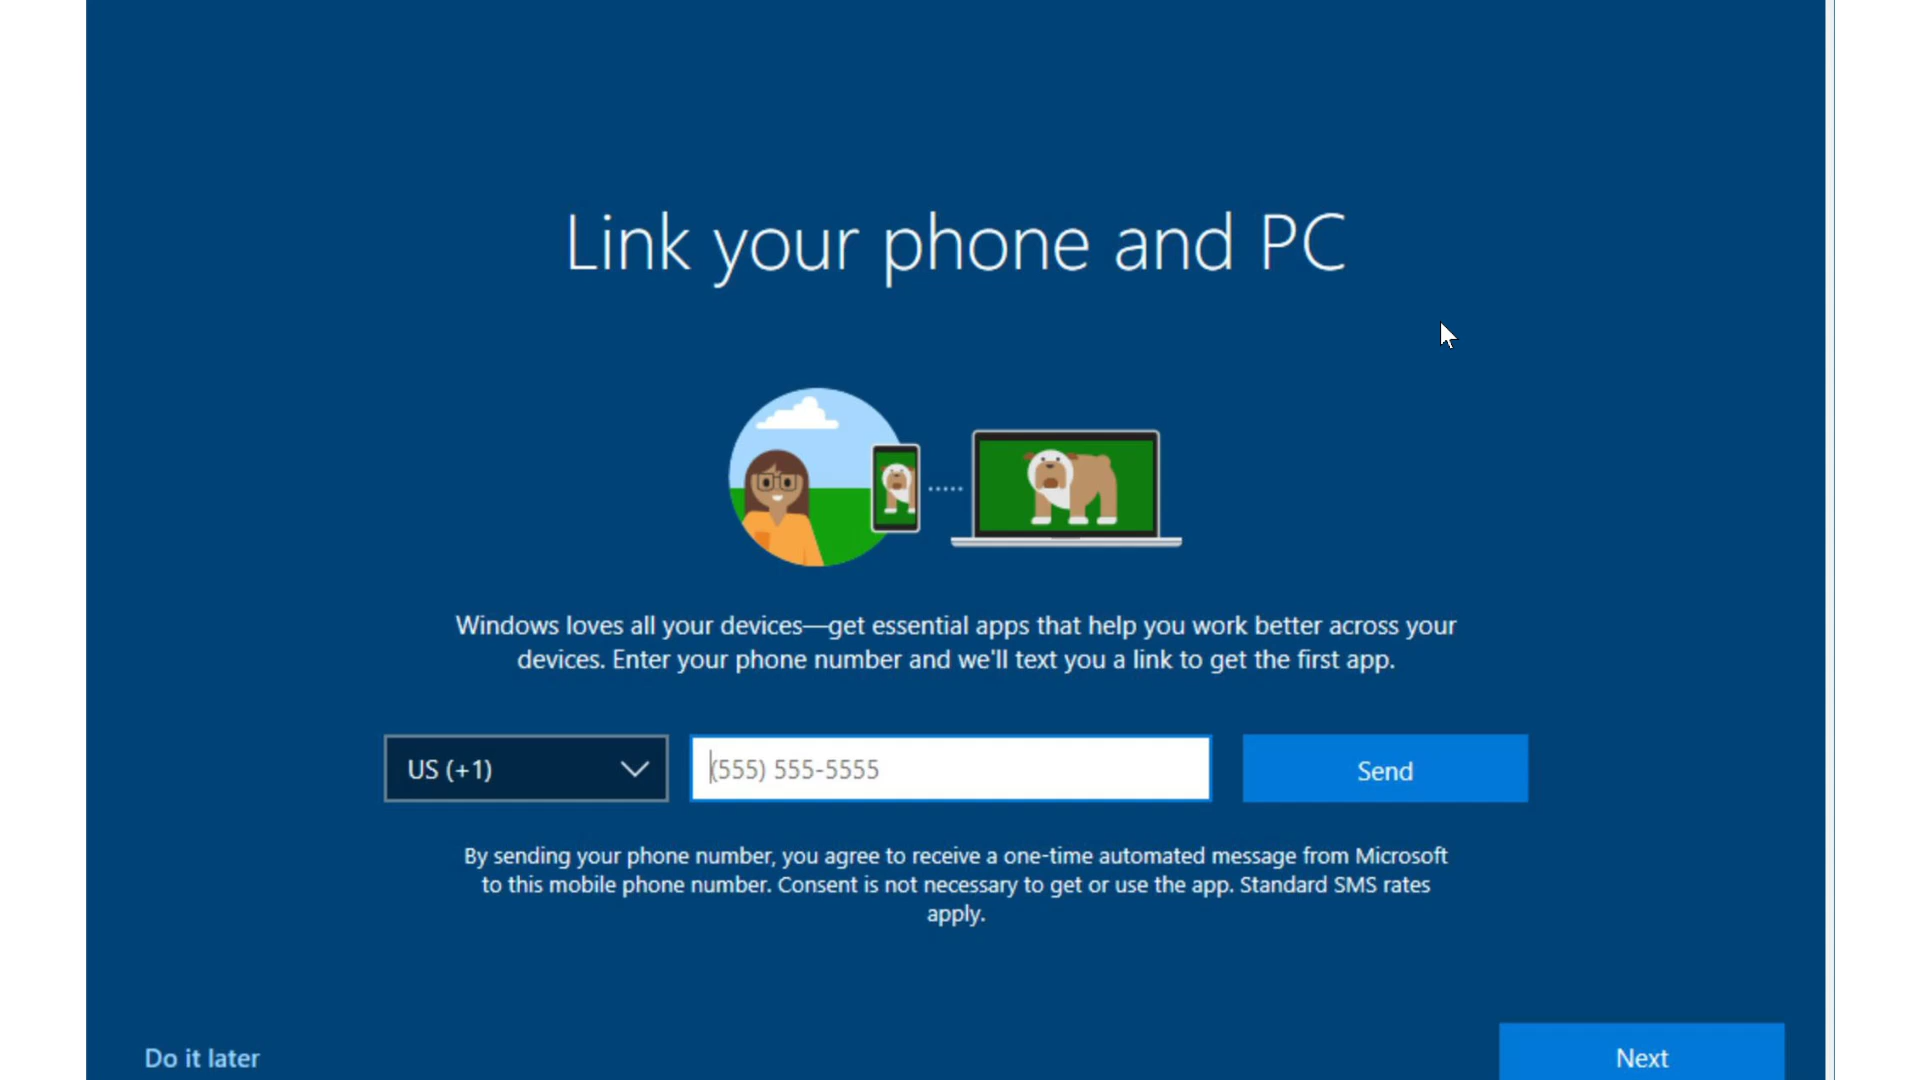 Link your phone and PC
Windows loves all your devices—get essential apps that help you work better across your
devices. Enter your phone number and we'll text you a link to get the first app.
US (+1)
(555) 555-5555
Send
By sending your phone number, you agree to receive a one-time automated message from Microsoft
to this mobile phone number. Consent is not necessary to get or use the app. Standard SMS rates
apply.
Do it later
Next